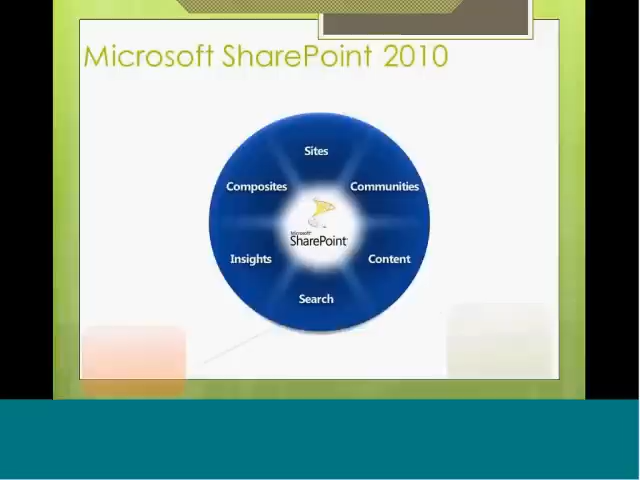 Microsoft SharePoint 2010
Sites
Composites
Communities
Microsoft
SharePoint
Insights
Content
Search